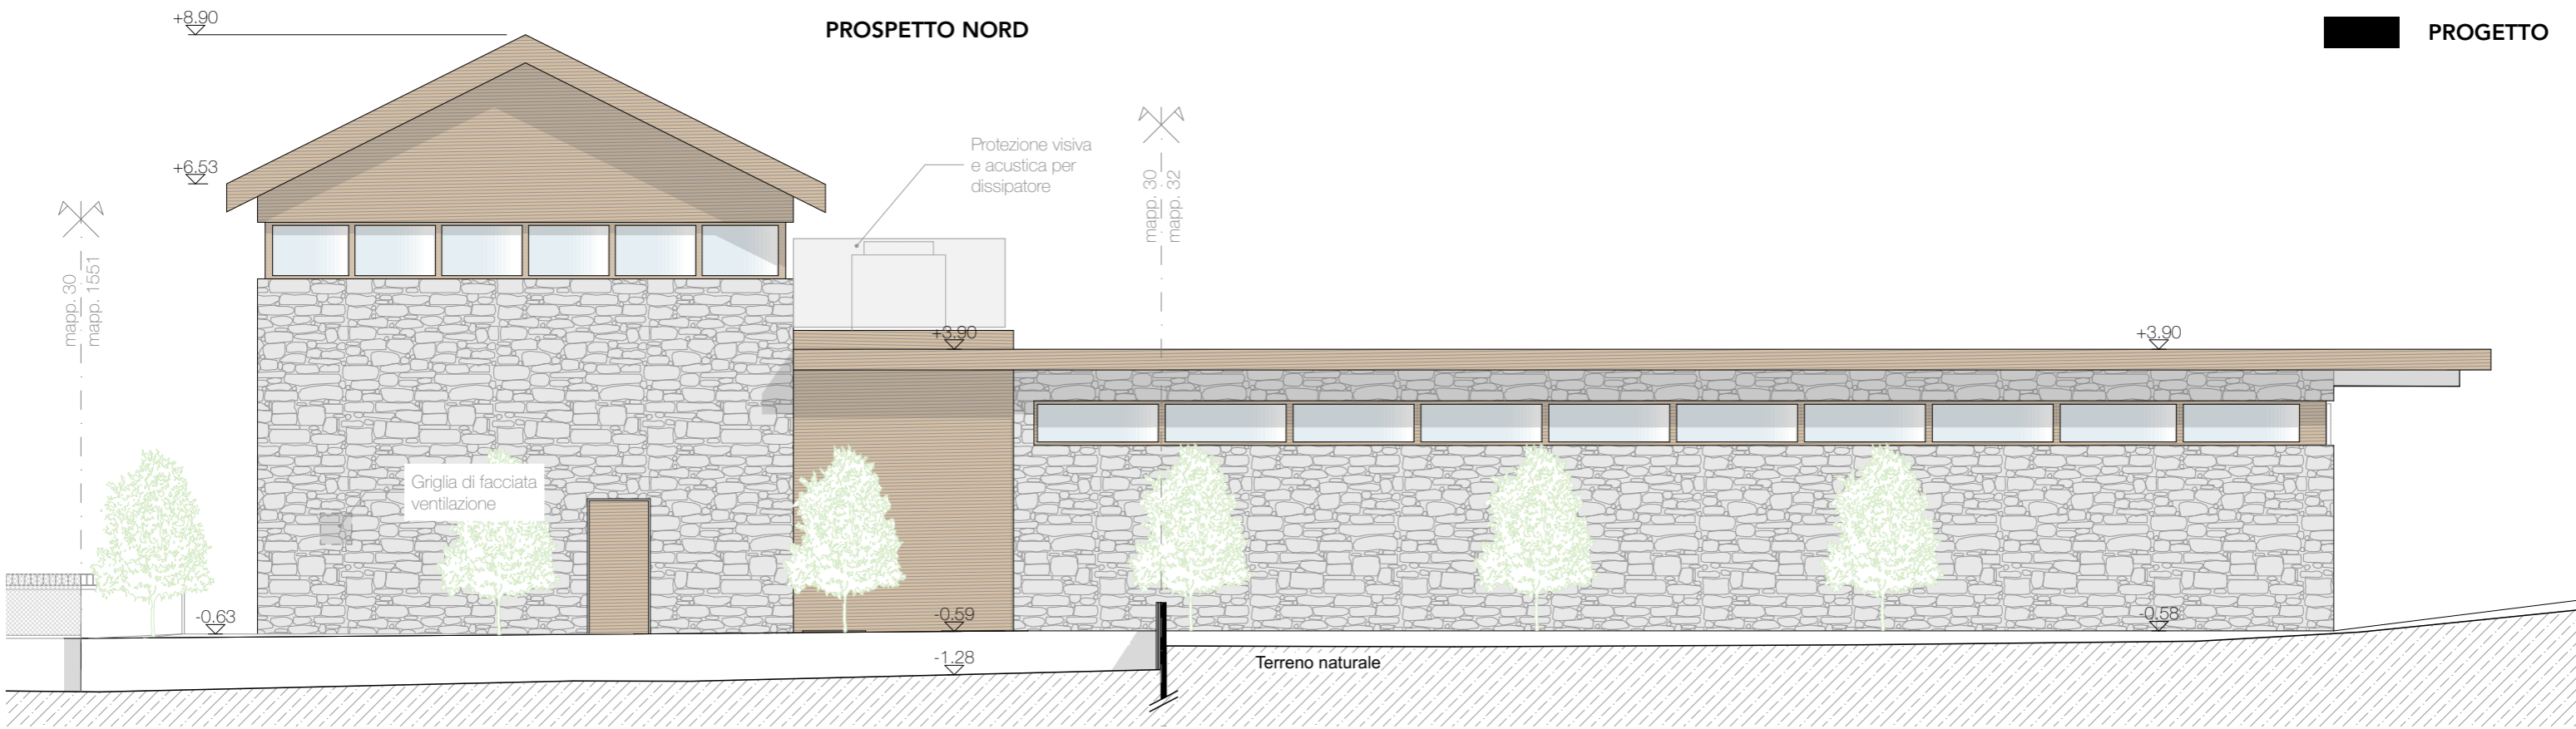 +8.90
PROSPETTO NORD
PROGETTO
+6.53
Protezione visiva
e acustica per
dissipatore
mapp. 30
mapp. 32
mapp. 30
mapp. 1551
+3.90
+3.90
Griglia di facciata
ventilazione
-0.63
-0.59
-0.58
-1.28
Terreno naturale